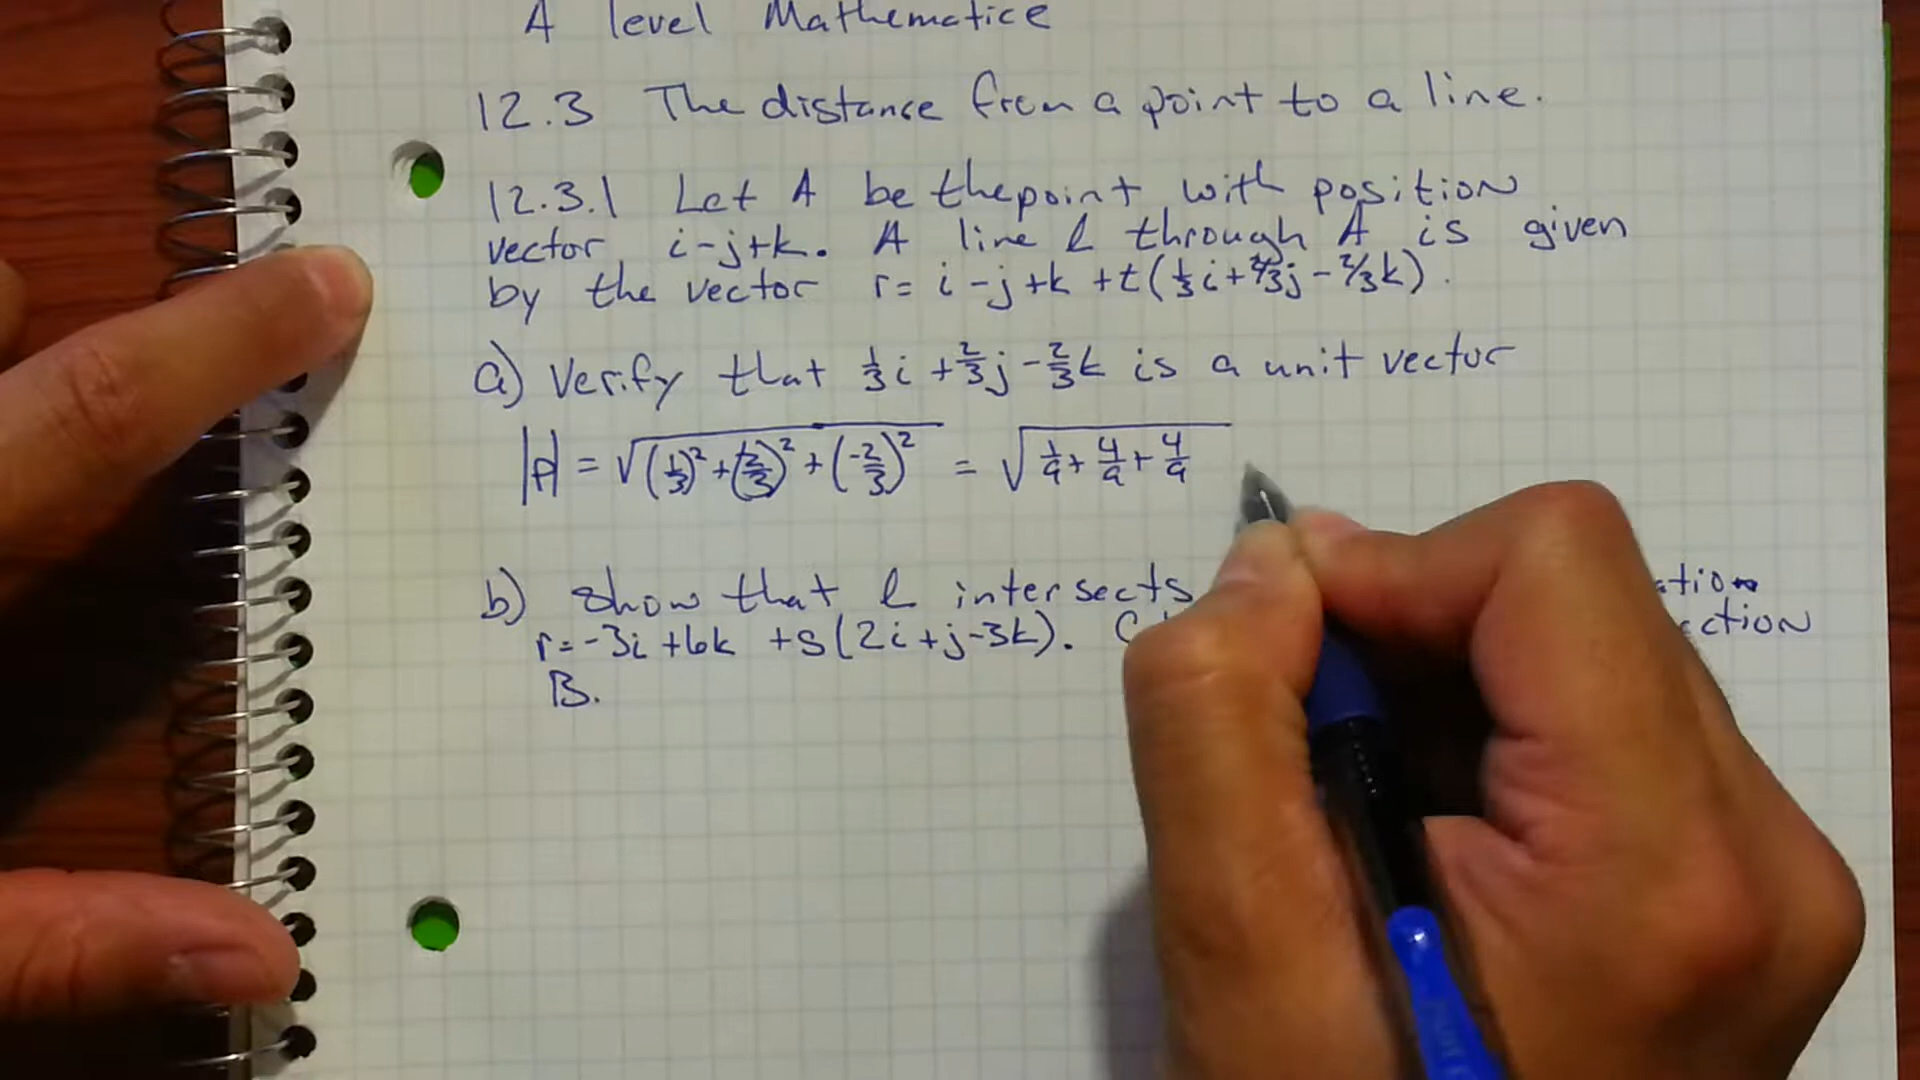 A level Mathematice
12.3 The distance from a point to a line.
12.3.1 Let A be the point with position
vector i-j+k. A line l through A is given
by the vector r= i-j+k +t(⅓i+⅔j-⅔k).
a) Verify that ⅓i+⅔j-⅔k is a unit vector
|A| = √((1/3)²+(2/3)²+(-2/3)²) = √(1/9+4/9+4/9)
b) show that l intersects
r=-3i+6k +s(2i+j-3k).
B.